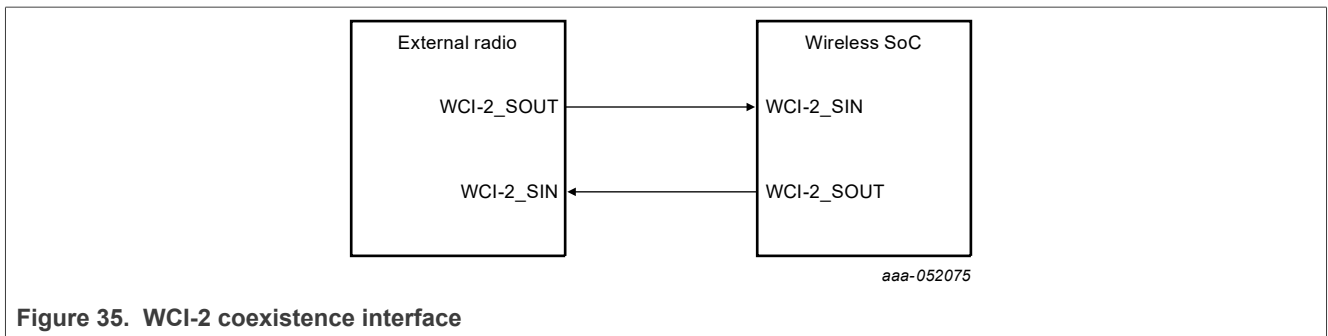 External radio
Wireless SoC
WCI-2_SOUT
WCI-2_SIN
WCI-2_SIN
WCI-2_SOUT
aaa-052075
Figure 35. WCI-2 coexistence interface